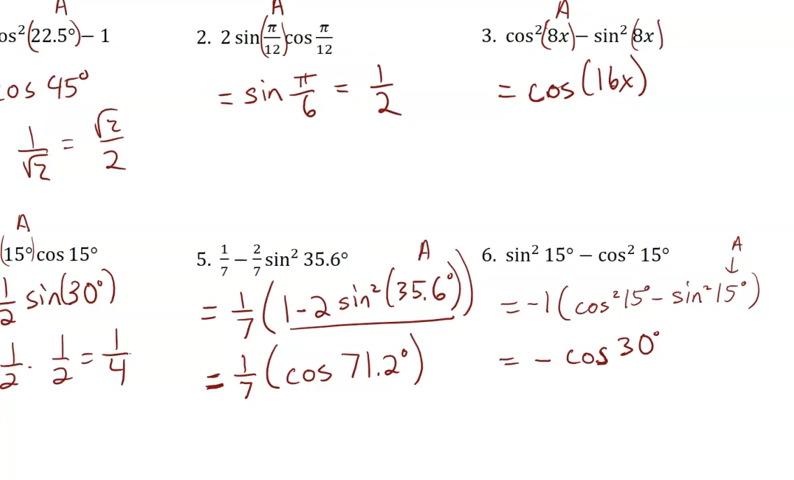 A
os²(22.5°) – 1
cos 45°
1/√2 = √2/2
A
2. 2 sin(π/12) cos π/12
= sin π/6 = 1/2
A
3. cos²(8x) – sin²(8x)
= cos(16x)
A
(15°) cos 15°
1/2 sin(30°)
1/2 · 1/2 = 1/4
A
5. 1/7 – 2/7 sin² 35.6°
= 1/7 (1 – 2 sin²(35.6°))
= 1/7 (cos 71.2°)
6. sin² 15° – cos² 15°
A
↓
= –1 (cos² 15° – sin² 15°)
= – cos 30°